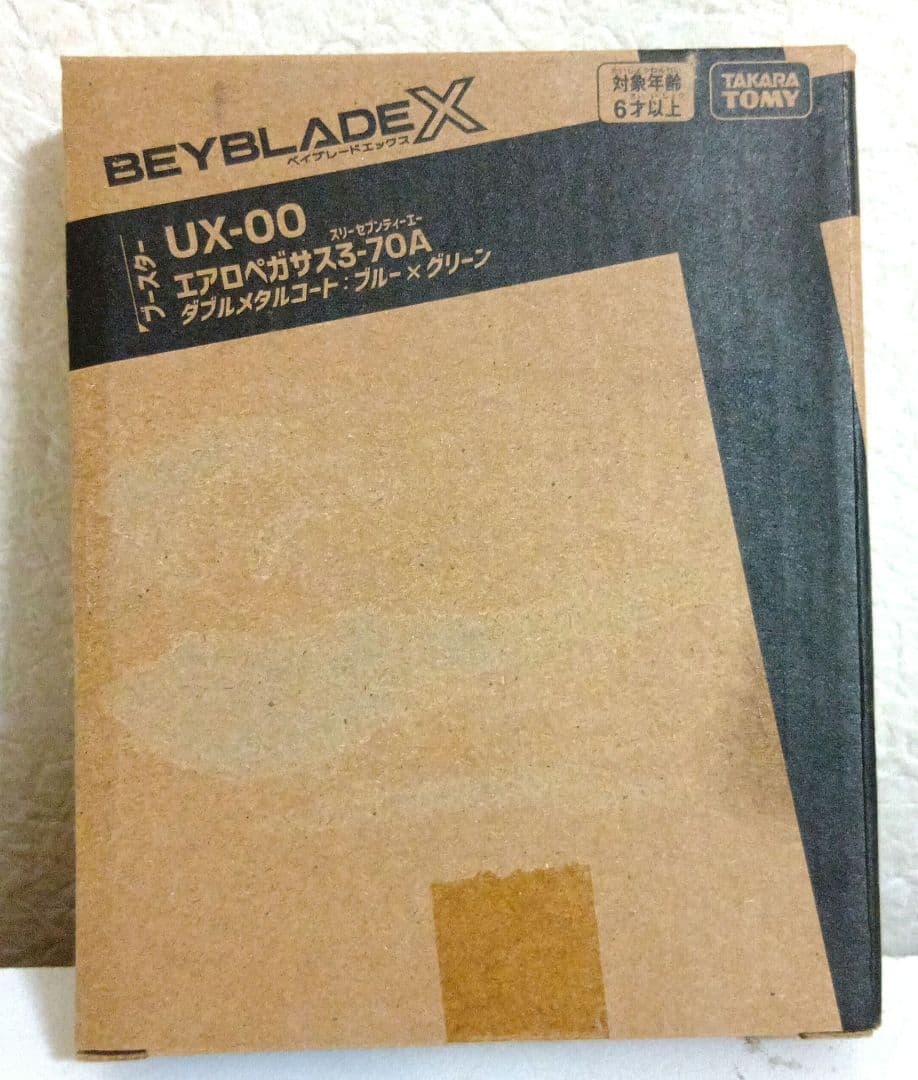 BEYBLADE X
ベイブレードエックス
対象年齢
6才以上
TAKARA
TOMY
ブースター
UX-00
スリーセブンティーエー
エアロペガサス3-70A
ダブルメタルコート：ブルー×グリーン